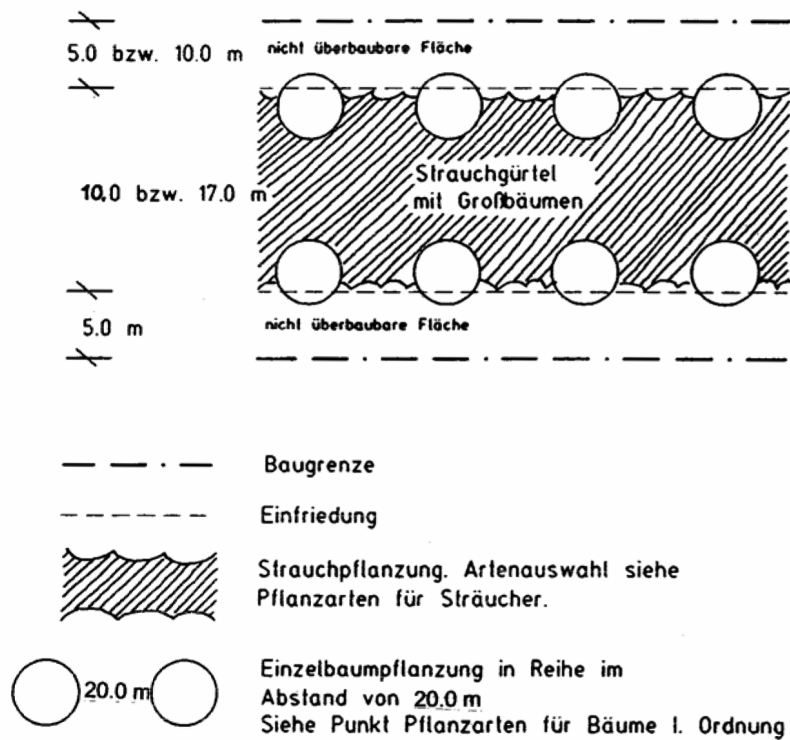 5.0 bzw. 10.0 m
nicht überbaubare Fläche
10.0 bzw. 17.0 m
Strauchgürtel
mit Großbäumen
5.0 m
nicht überbaubare Fläche
Baugrenze
Einfriedung
Strauchpflanzung. Artenauswahl siehe
Pflanzarten für Sträucher.
20.0 m
Einzelbaumpflanzung in Reihe im
Abstand von 20.0 m
Siehe Punkt Pflanzarten für Bäume I. Ordnung